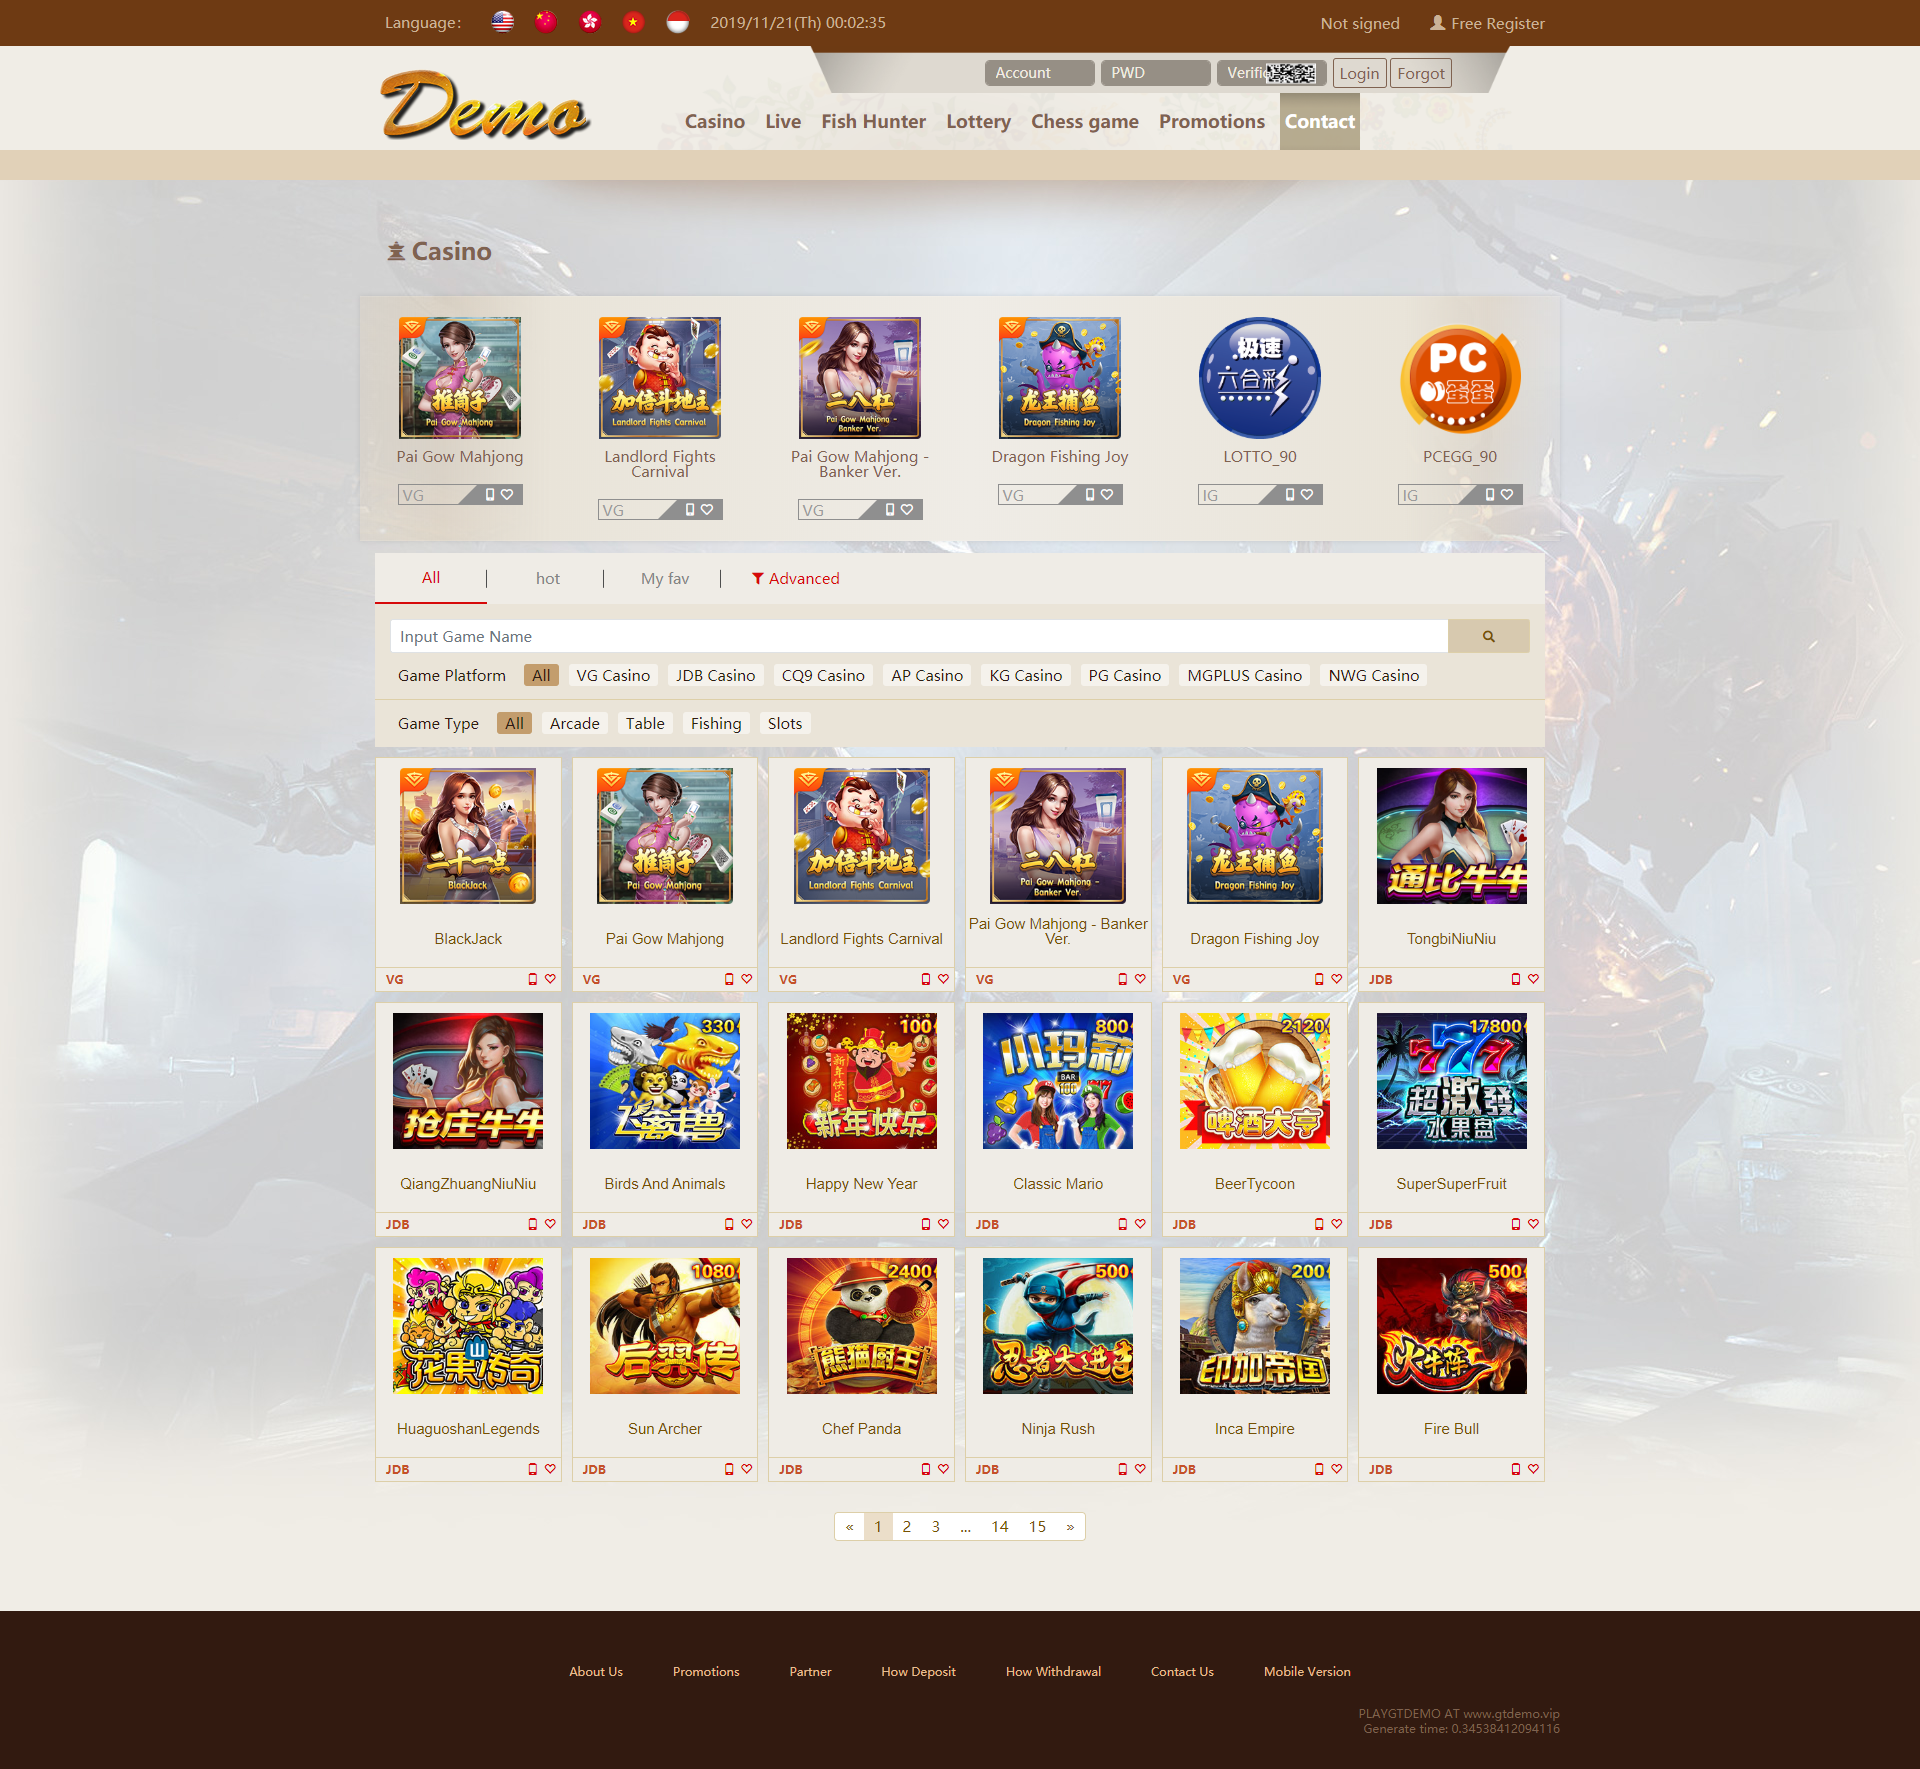 Language：
2019/11/21(Th) 00:02:35
Not signed
Free Register
Account
PWD
Login
Forgot
Demo
Casino
Live
Fish Hunter
Lottery
Chess game
Promotions
Contact
Casino
推筒子
Pai Gow Mahjong
加倍斗地主
Landlord Fights Carnival
二八杠
Pai Gow Mahjong -
Banker Ver.
龙王捕鱼
Dragon Fishing Joy
极速
六合彩
PC
蛋蛋
Pai Gow Mahjong
Landlord Fights
Carnival
Pai Gow Mahjong -
Banker Ver.
Dragon Fishing Joy
LOTTO_90
PCEGG_90
VG
VG
VG
VG
IG
IG
All
hot
My fav
Advanced
Input Game Name
Game Platform
All
VG Casino
JDB Casino
CQ9 Casino
AP Casino
KG Casino
PG Casino
MGPLUS Casino
NWG Casino
Game Type
All
Arcade
Table
Fishing
Slots
二十一点
BlackJack
推筒子
Pai Gow Mahjong
加倍斗地主
Landlord Fights Carnival
二八杠
Pai Gow Mahjong -
Banker Ver.
龙王捕鱼
Dragon Fishing Joy
通比牛牛
BlackJack
Pai Gow Mahjong
Landlord Fights Carnival
Pai Gow Mahjong - Banker
Ver.
Dragon Fishing Joy
TongbiNiuNiu
VG
VG
VG
VG
VG
JDB
抢庄牛牛
330
飞禽走兽
100
新年快乐
新年快乐
800
小玛莉
BAR
100
2120
啤酒大亨
17800
777
超激發
水果盘
QiangZhuangNiuNiu
Birds And Animals
Happy New Year
Classic Mario
BeerTycoon
SuperSuperFruit
JDB
JDB
JDB
JDB
JDB
JDB
花果山传奇
1080
后羿传
2400
熊猫厨王
500
忍者大进击
200
印加帝国
500
火牛阵
HuaguoshanLegends
Sun Archer
Chef Panda
Ninja Rush
Inca Empire
Fire Bull
JDB
JDB
JDB
JDB
JDB
JDB
«
1
2
3
...
14
15
»
About Us
Promotions
Partner
How Deposit
How Withdrawal
Contact Us
Mobile Version
PLAYGTDEMO AT www.gtdemo.vip
Generate time: 0.34538412094116